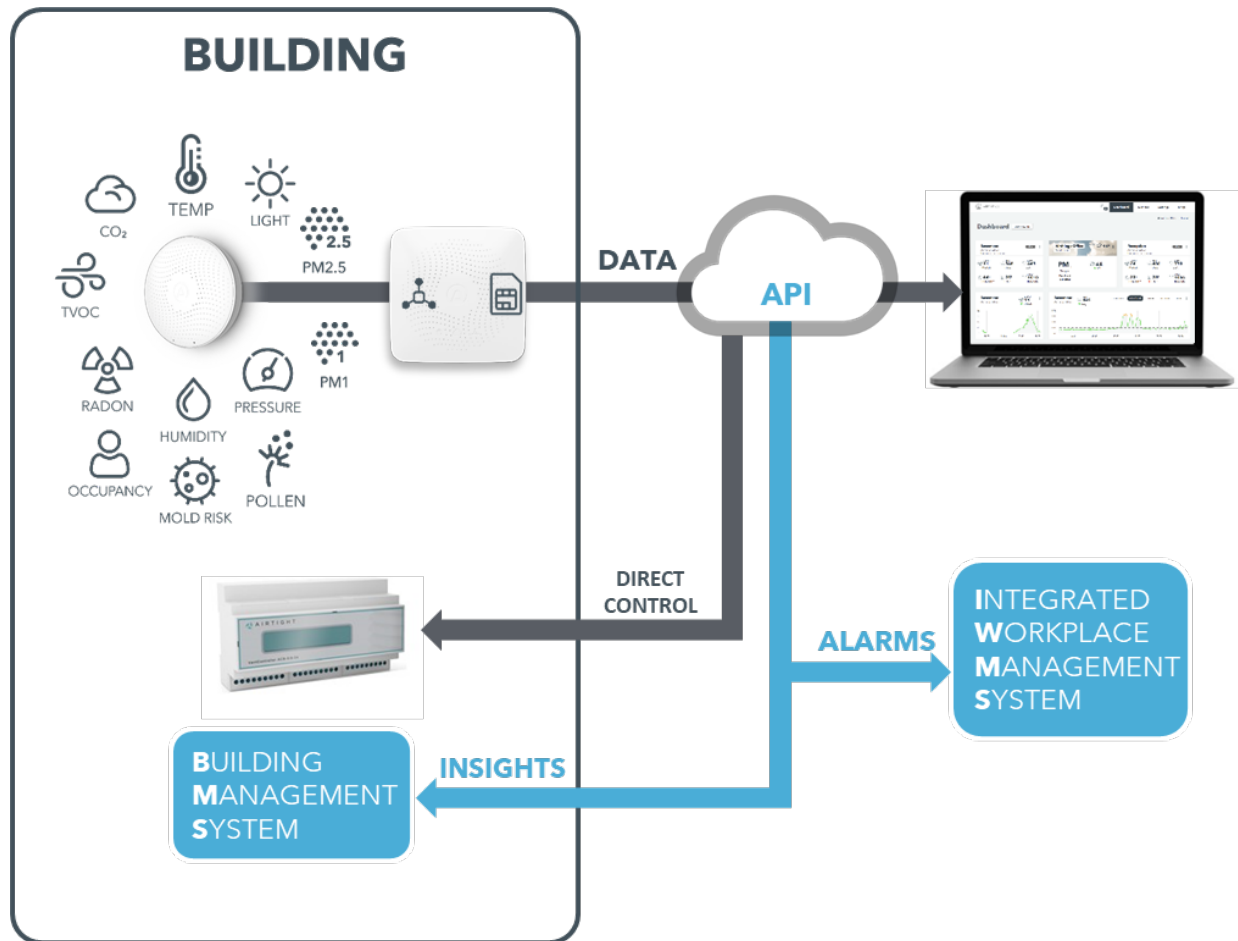 BUILDING
TEMP
LIGHT
CO₂
2.5
PM2.5
TVOC
DATA
API
Dashboard
1
PM1
RADON
PRESSURE
HUMIDITY
OCCUPANCY
MOLD RISK
POLLEN
DIRECT
CONTROL
AIRTIGHT
ALARMS
INTEGRATED
WORKPLACE
MANAGEMENT
SYSTEM
INSIGHTS
BUILDING
MANAGEMENT
SYSTEM